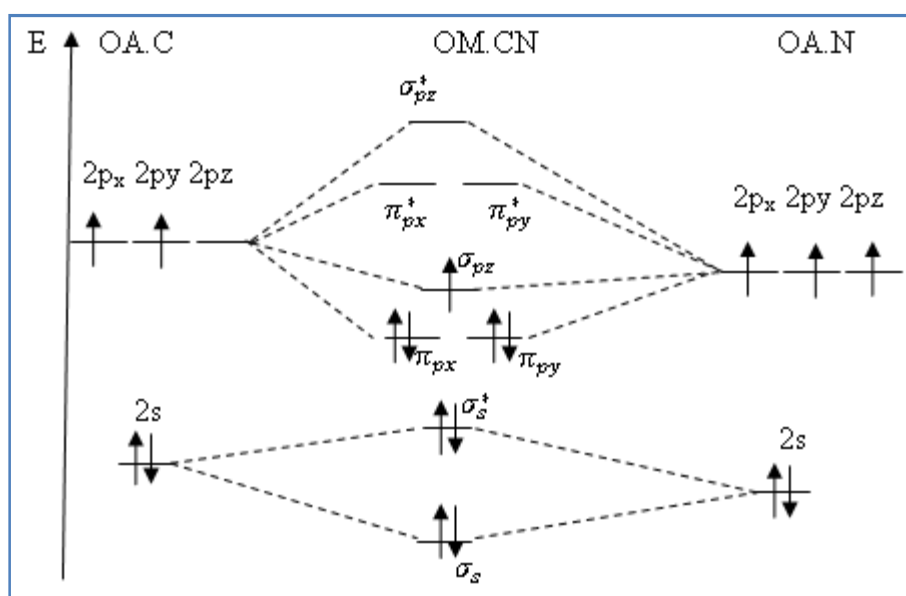 E OA.C OM.CN OA.N
σ*pz
2px 2py 2pz
π*px π*py
2px 2py 2pz
σpz
πpx πpy
2s
σ*s
2s
σs